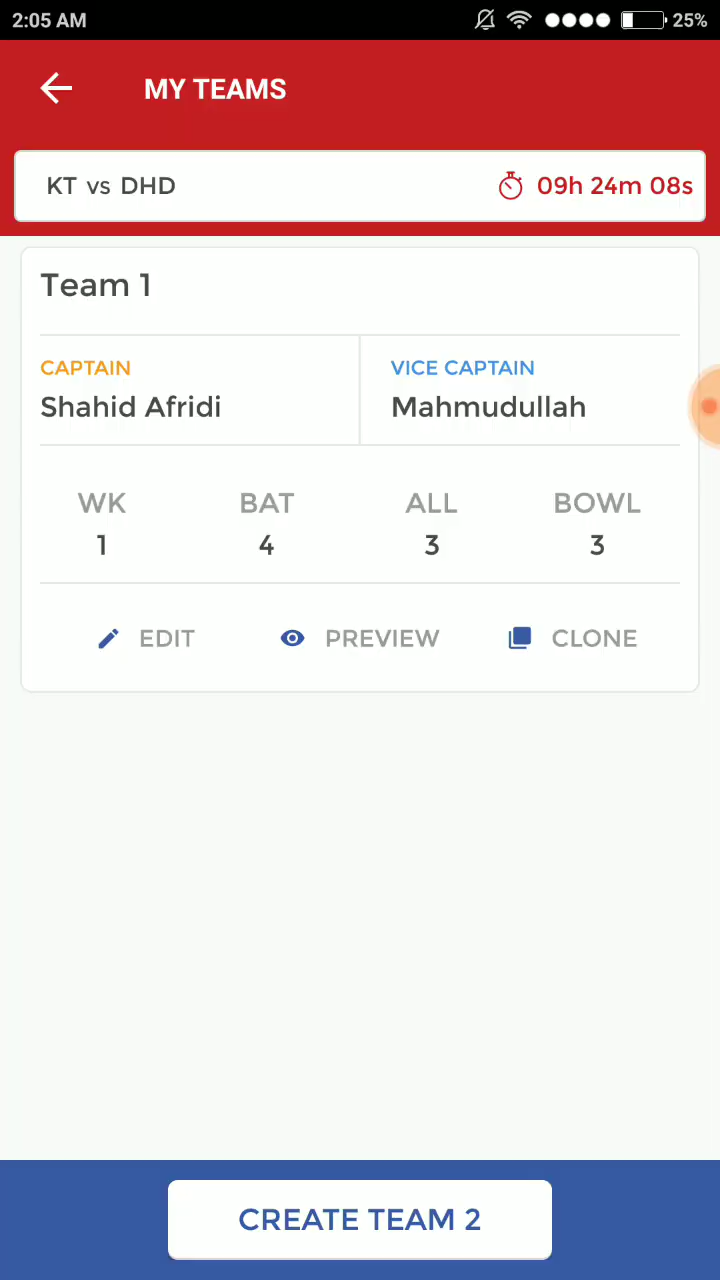 2:05 AM 25%
MY TEAMS
KT vs DHD 09h 24m 08s
Team 1
CAPTAIN VICE CAPTAIN
Shahid Afridi Mahmudullah
WK BAT ALL BOWL
1 4 3 3
EDIT PREVIEW CLONE
CREATE TEAM 2